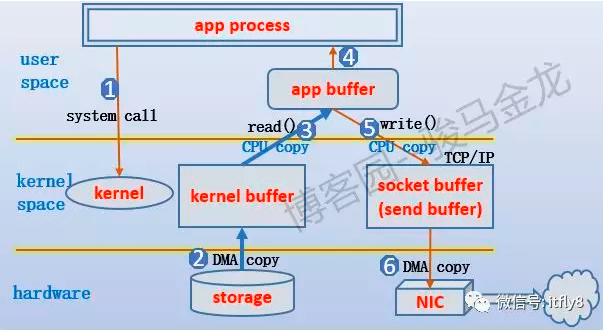 app process
user
space
1
4
app buffer
system call
read()
3
5
write()
CPU copy
CPU copy
TCP/IP
kernel
space
kernel
kernel buffer
socket buffer
(send buffer)
2
DMA copy
6
DMA copy
hardware
storage
NIC
博客园--骏马金龙
微信号: itfly8